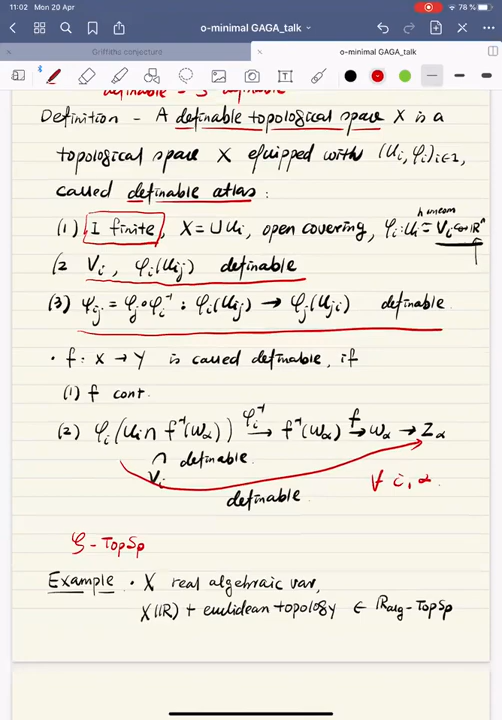 11:02 Mon 20 Apr
78 %
o-minimal GAGA_talk
Griffiths conjecture
o-minimal GAGA_talk
Definition - A definable topological space X is a
topological space X equipped with (Ui, φi)i∈I,
called definable atlas :
(1) I finite, X = ∪Ui, open covering, φi : Ui ≅ Vi ⊂ ℝⁿ
homeom
(2 Vi, φi(Uij) definable
(3) φij = φj∘φi⁻¹ : φi(Uij) → φj(Uji) definable
• f : X → Y is called definable, if
(1) f cont.
(2) φi(Ui ∩ f⁻¹(Wα)) φi⁻¹→ f⁻¹(Wα) f→ Wα → Zα
∩ definable.
Vi
definable
∀ i, α
- TopSp
Example • X real algebraic var,
X(ℝ) + euclidean topology ∈ ℝalg - TopSp